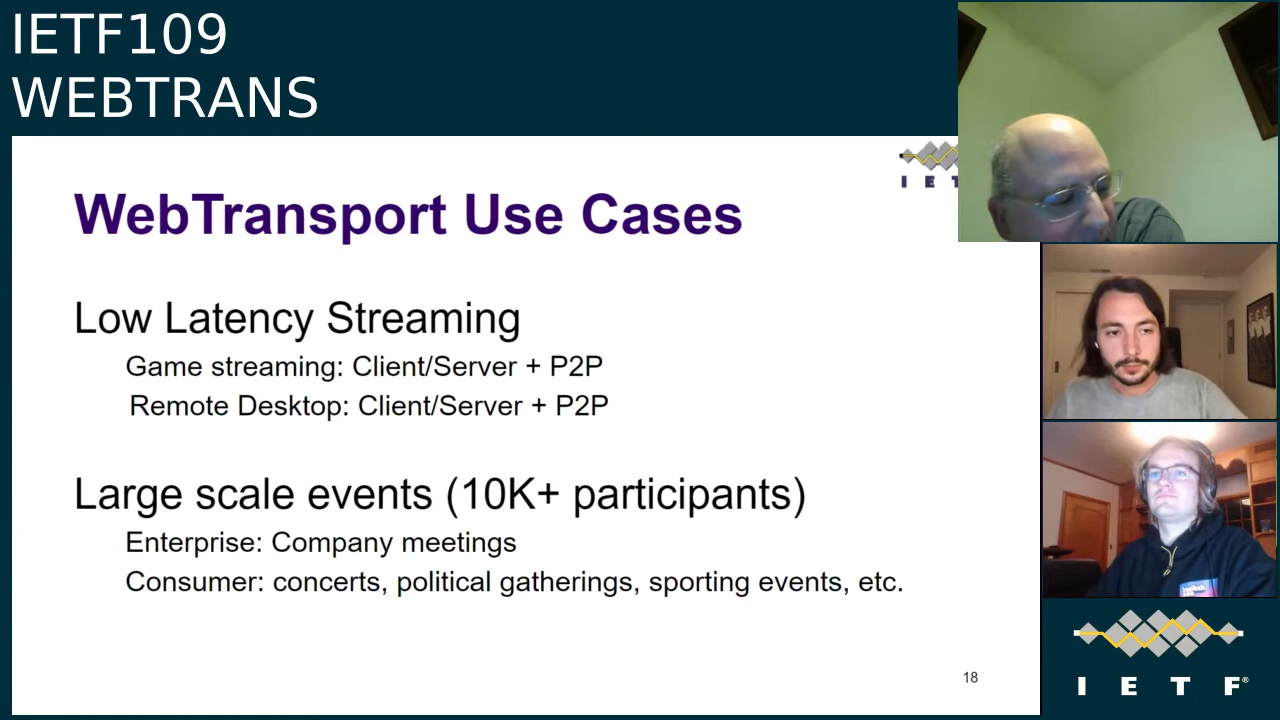 IETF109
WEBTRANS
I E T
WebTransport Use Cases
Low Latency Streaming
Game streaming: Client/Server + P2P
Remote Desktop: Client/Server + P2P
Large scale events (10K+ participants)
Enterprise: Company meetings
Consumer: concerts, political gatherings, sporting events, etc.
18
I E T F®